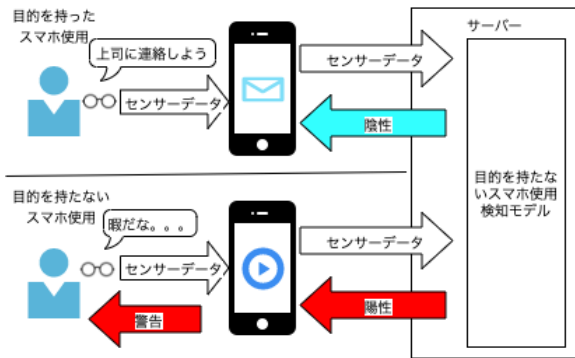 目的を持った
スマホ使用
上司に連絡しよう
センサーデータ
センサーデータ
陰性
サーバー
目的を持たな
いスマホ使用
検知モデル
目的を持たない
スマホ使用
暇だな。。。
センサーデータ
センサーデータ
陽性
警告